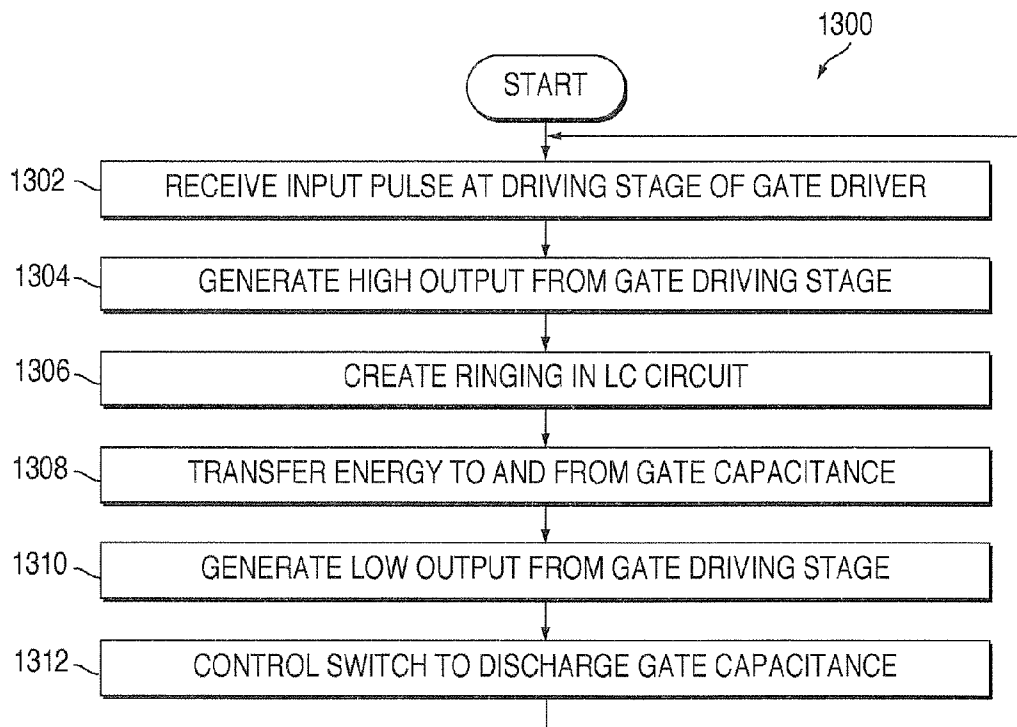 1300
START
1302 RECEIVE INPUT PULSE AT DRIVING STAGE OF GATE DRIVER
1304 GENERATE HIGH OUTPUT FROM GATE DRIVING STAGE
1306 CREATE RINGING IN LC CIRCUIT
1308 TRANSFER ENERGY TO AND FROM GATE CAPACITANCE
1310 GENERATE LOW OUTPUT FROM GATE DRIVING STAGE
1312 CONTROL SWITCH TO DISCHARGE GATE CAPACITANCE